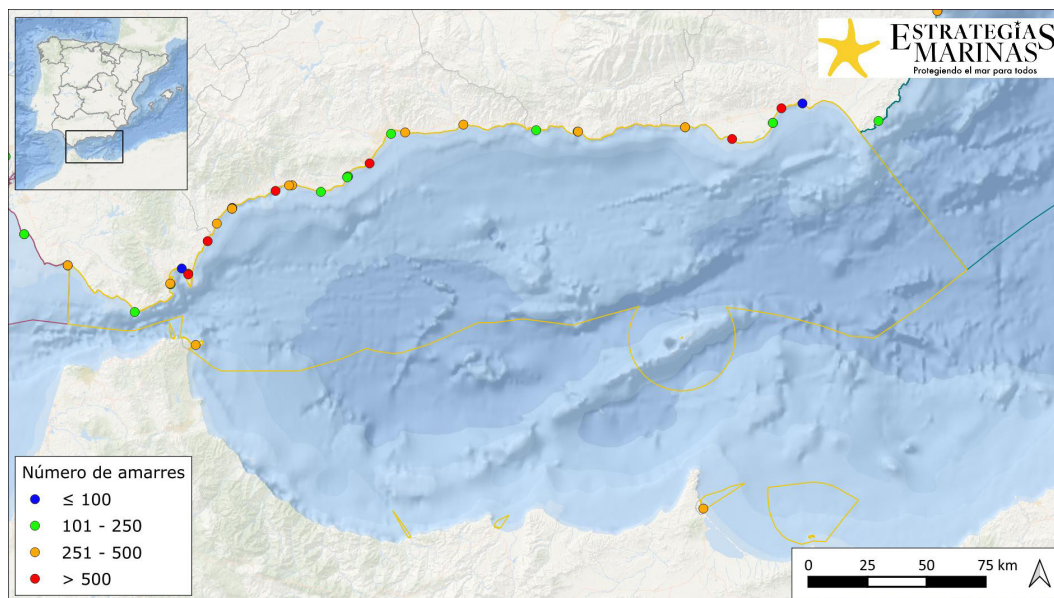 ESTRATEGIAS
MARINAS
Protegiendo el mar para todos
Número de amarres
≤ 100
101 - 250
251 - 500
> 500
0 25 50 75 km